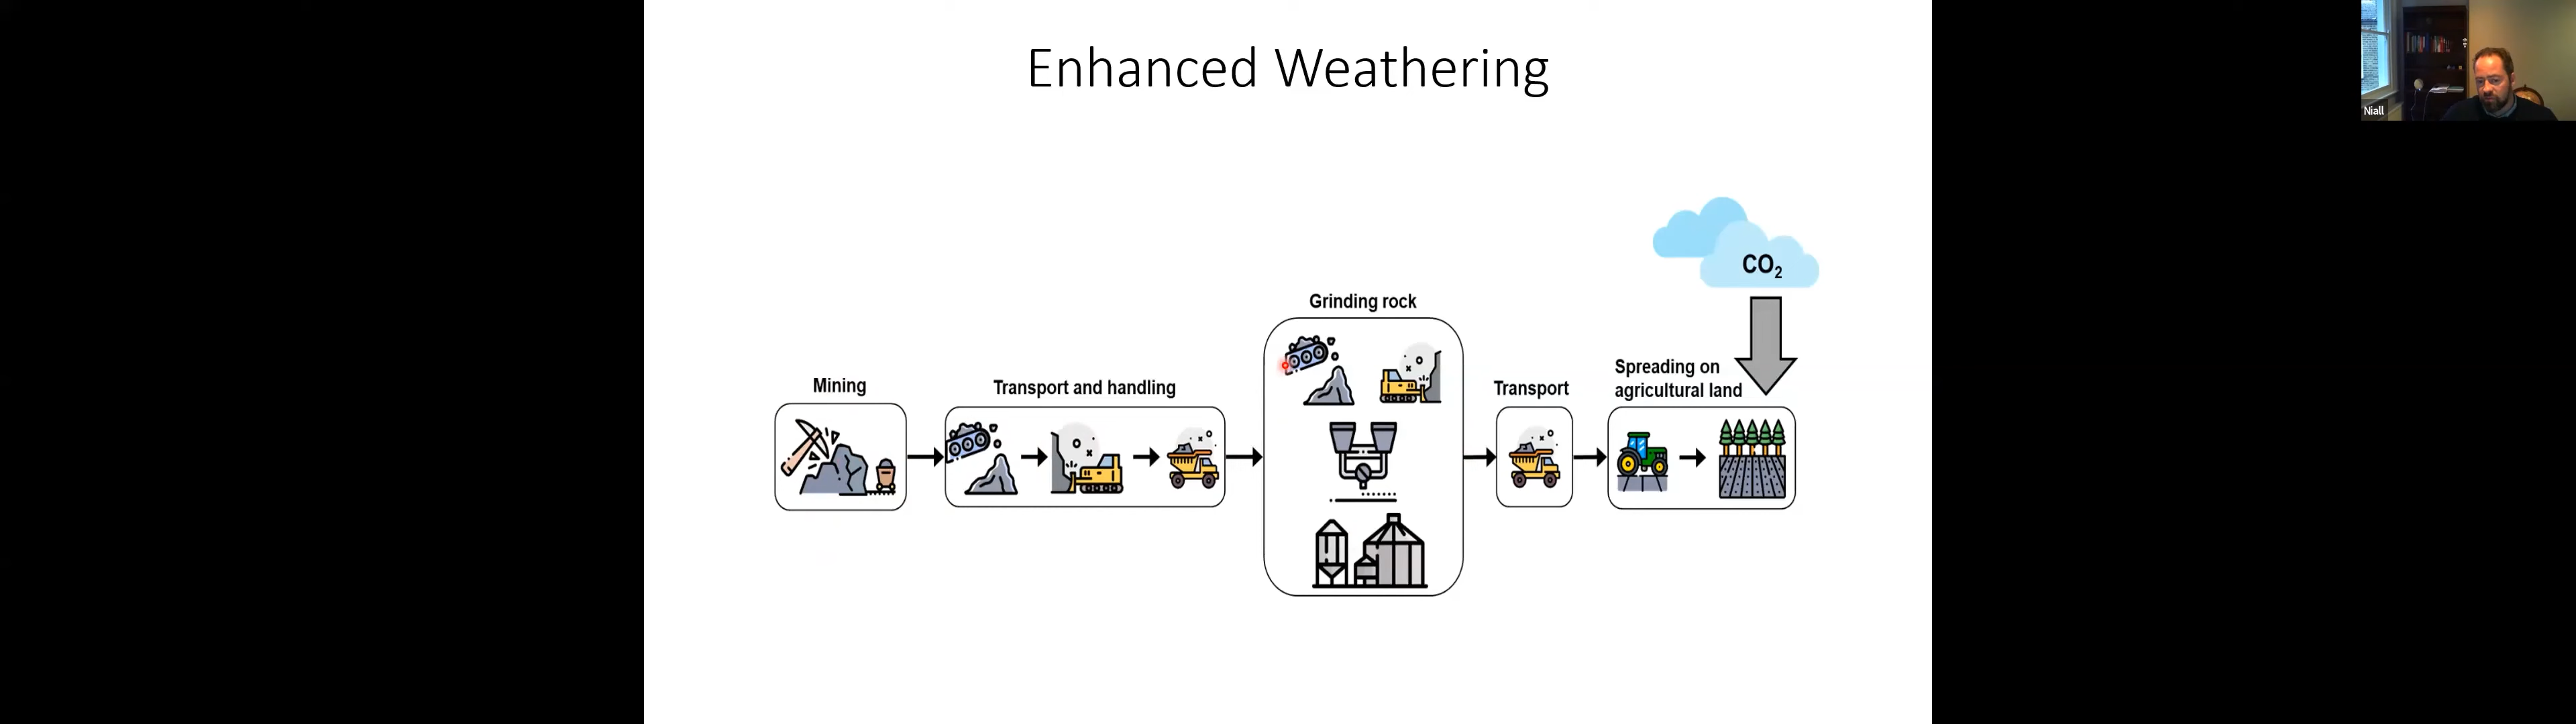 Enhanced Weathering
Niall
CO₂
Grinding rock
Mining
Transport and handling
Transport
Spreading on
agricultural land